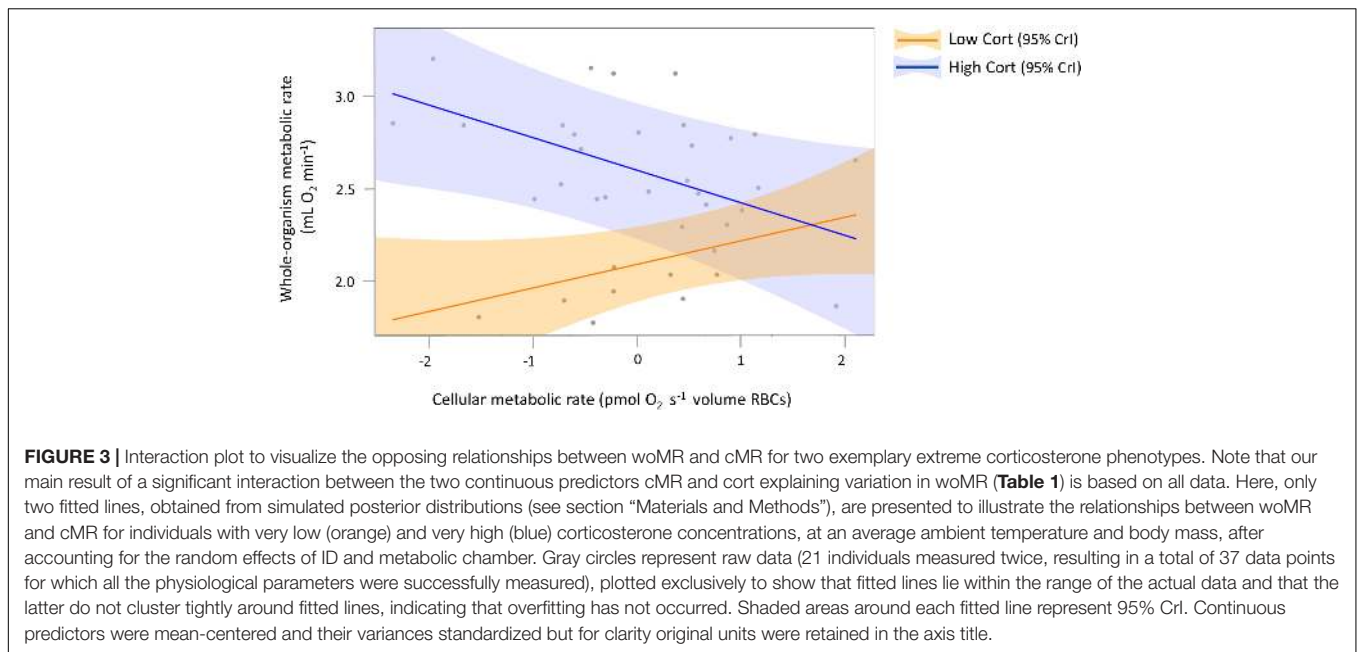 Low Cort (95% CrI)
High Cort (95% CrI)
Whole-organism metabolic rate
(mL O₂ min⁻¹)
3.0
2.5
2.0
-2 -1 0 1 2
Cellular metabolic rate (pmol O₂ s⁻¹ volume RBCs)
FIGURE 3 | Interaction plot to visualize the opposing relationships between woMR and cMR for two exemplary extreme corticosterone phenotypes. Note that our
main result of a significant interaction between the two continuous predictors cMR and cort explaining variation in woMR (Table 1) is based on all data. Here, only
two fitted lines, obtained from simulated posterior distributions (see section “Materials and Methods”), are presented to illustrate the relationships between woMR
and cMR for individuals with very low (orange) and very high (blue) corticosterone concentrations, at an average ambient temperature and body mass, after
accounting for the random effects of ID and metabolic chamber. Gray circles represent raw data (21 individuals measured twice, resulting in a total of 37 data points
for which all the physiological parameters were successfully measured), plotted exclusively to show that fitted lines lie within the range of the actual data and that the
latter do not cluster tightly around fitted lines, indicating that overfitting has not occurred. Shaded areas around each fitted line represent 95% CrI. Continuous
predictors were mean-centered and their variances standardized but for clarity original units were retained in the axis title.